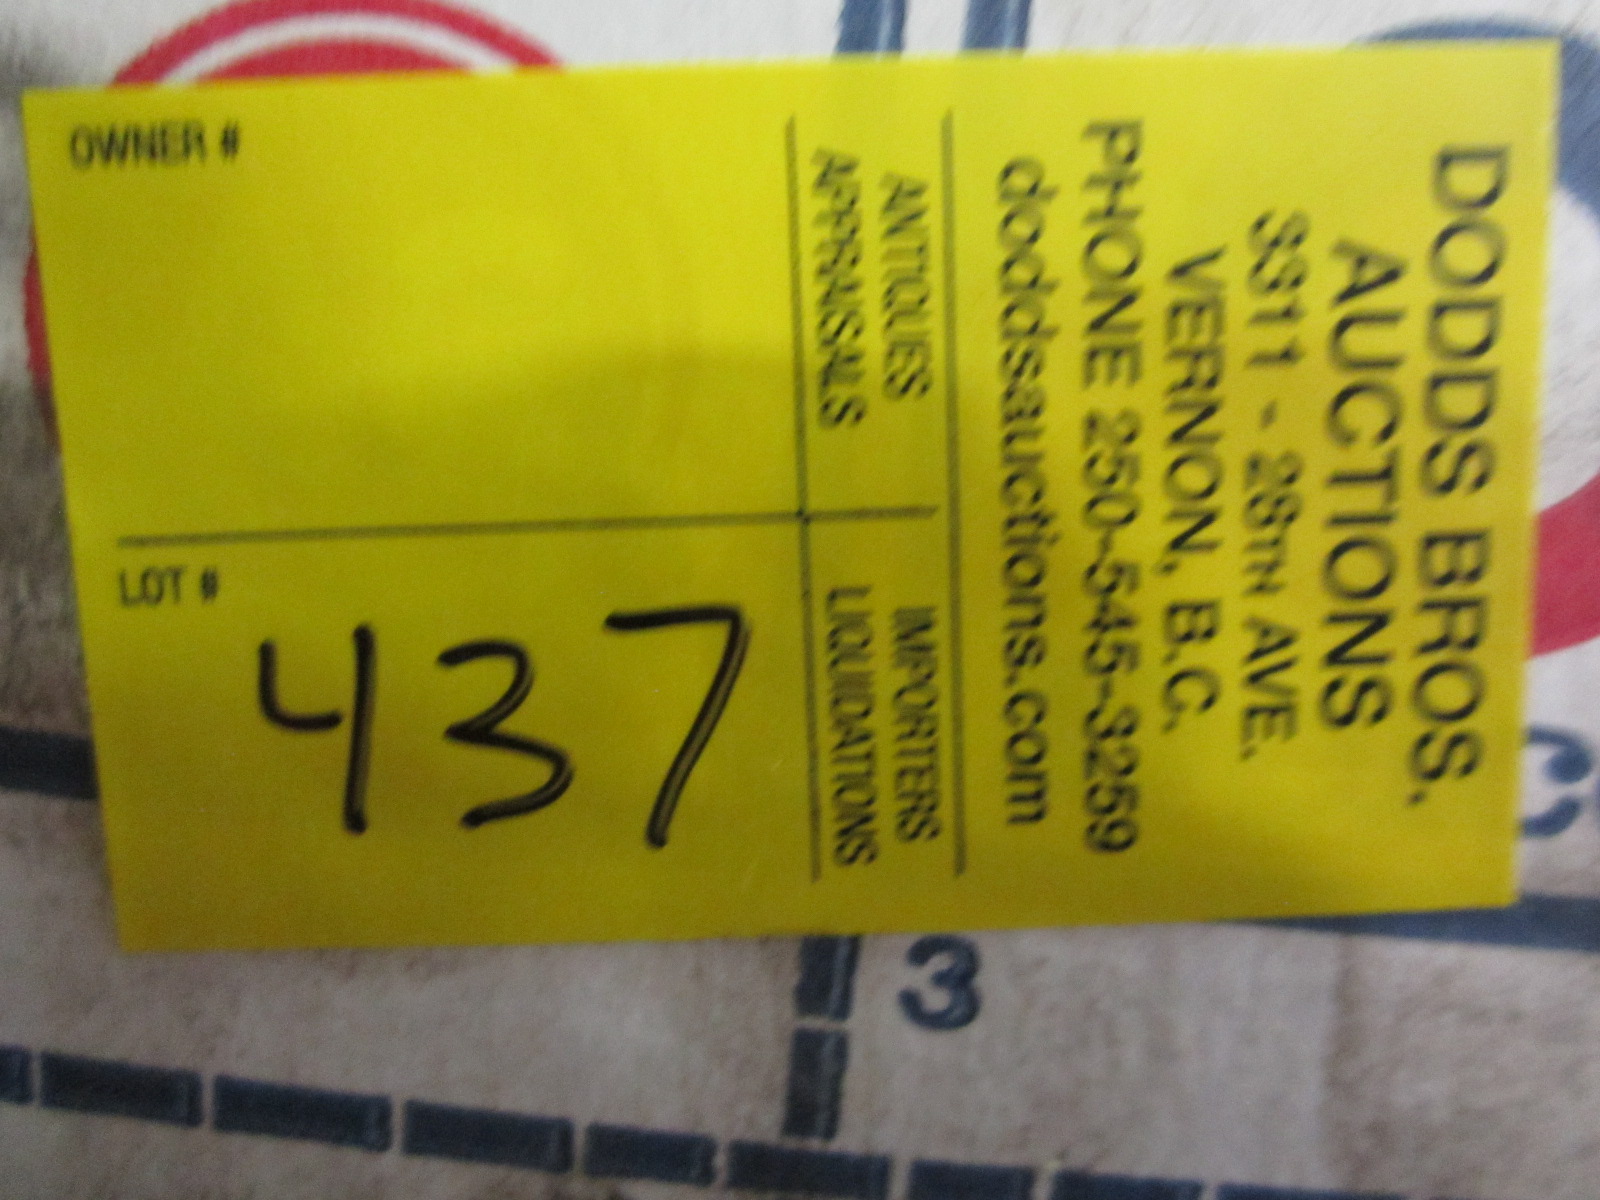 DODDS BROS.
AUCTIONS
3311 - 28TH AVE.
VERNON, B.C.
PHONE 250-545-3259
doddsauctions.com
ANTIQUES
APPRAISALS
IMPORTERS
LIQUIDATIONS
OWNER #
LOT #
437
3